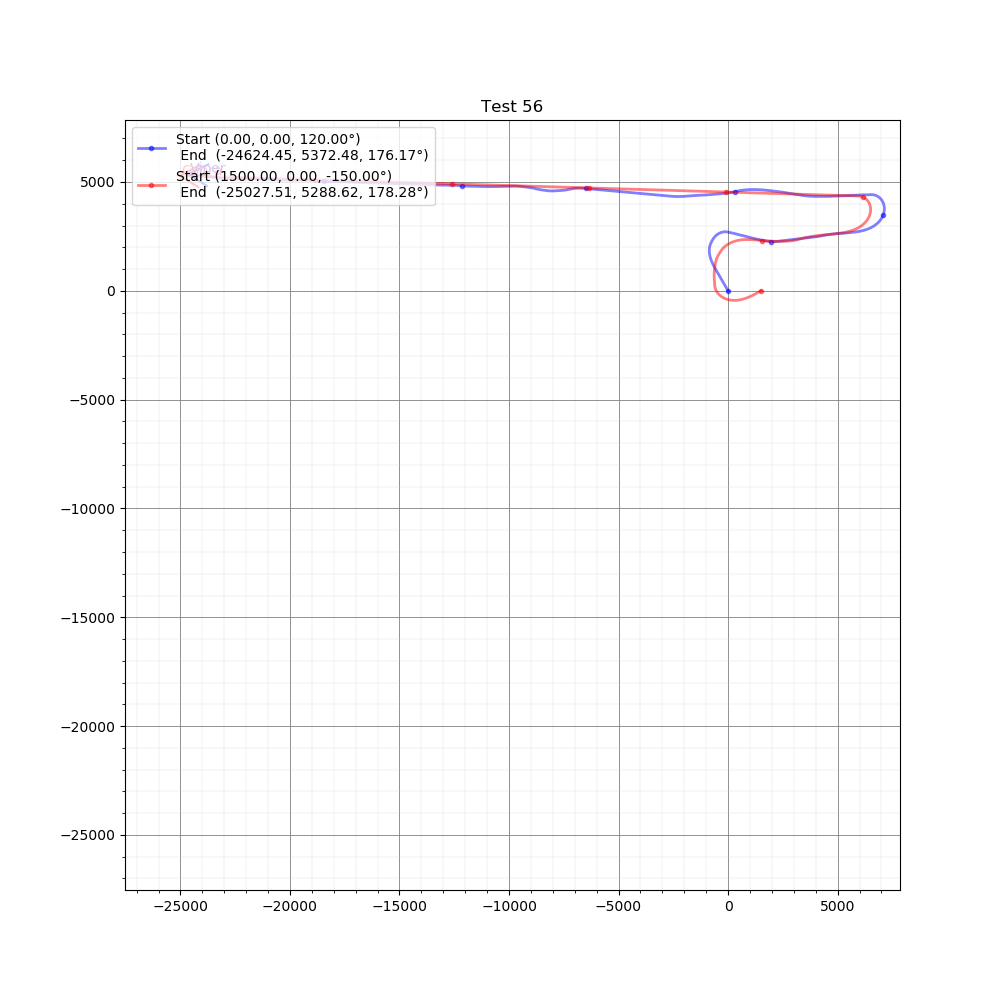 Test 56
Start (0.00, 0.00, 120.00°)
End (-24624.45, 5372.48, 176.17°)
Start (1500.00, 0.00, -150.00°)
End (-25027.51, 5288.62, 178.28°)
5000
0
−5000
−10000
−15000
−20000
−25000
−25000 −20000 −15000 −10000 −5000 0 5000